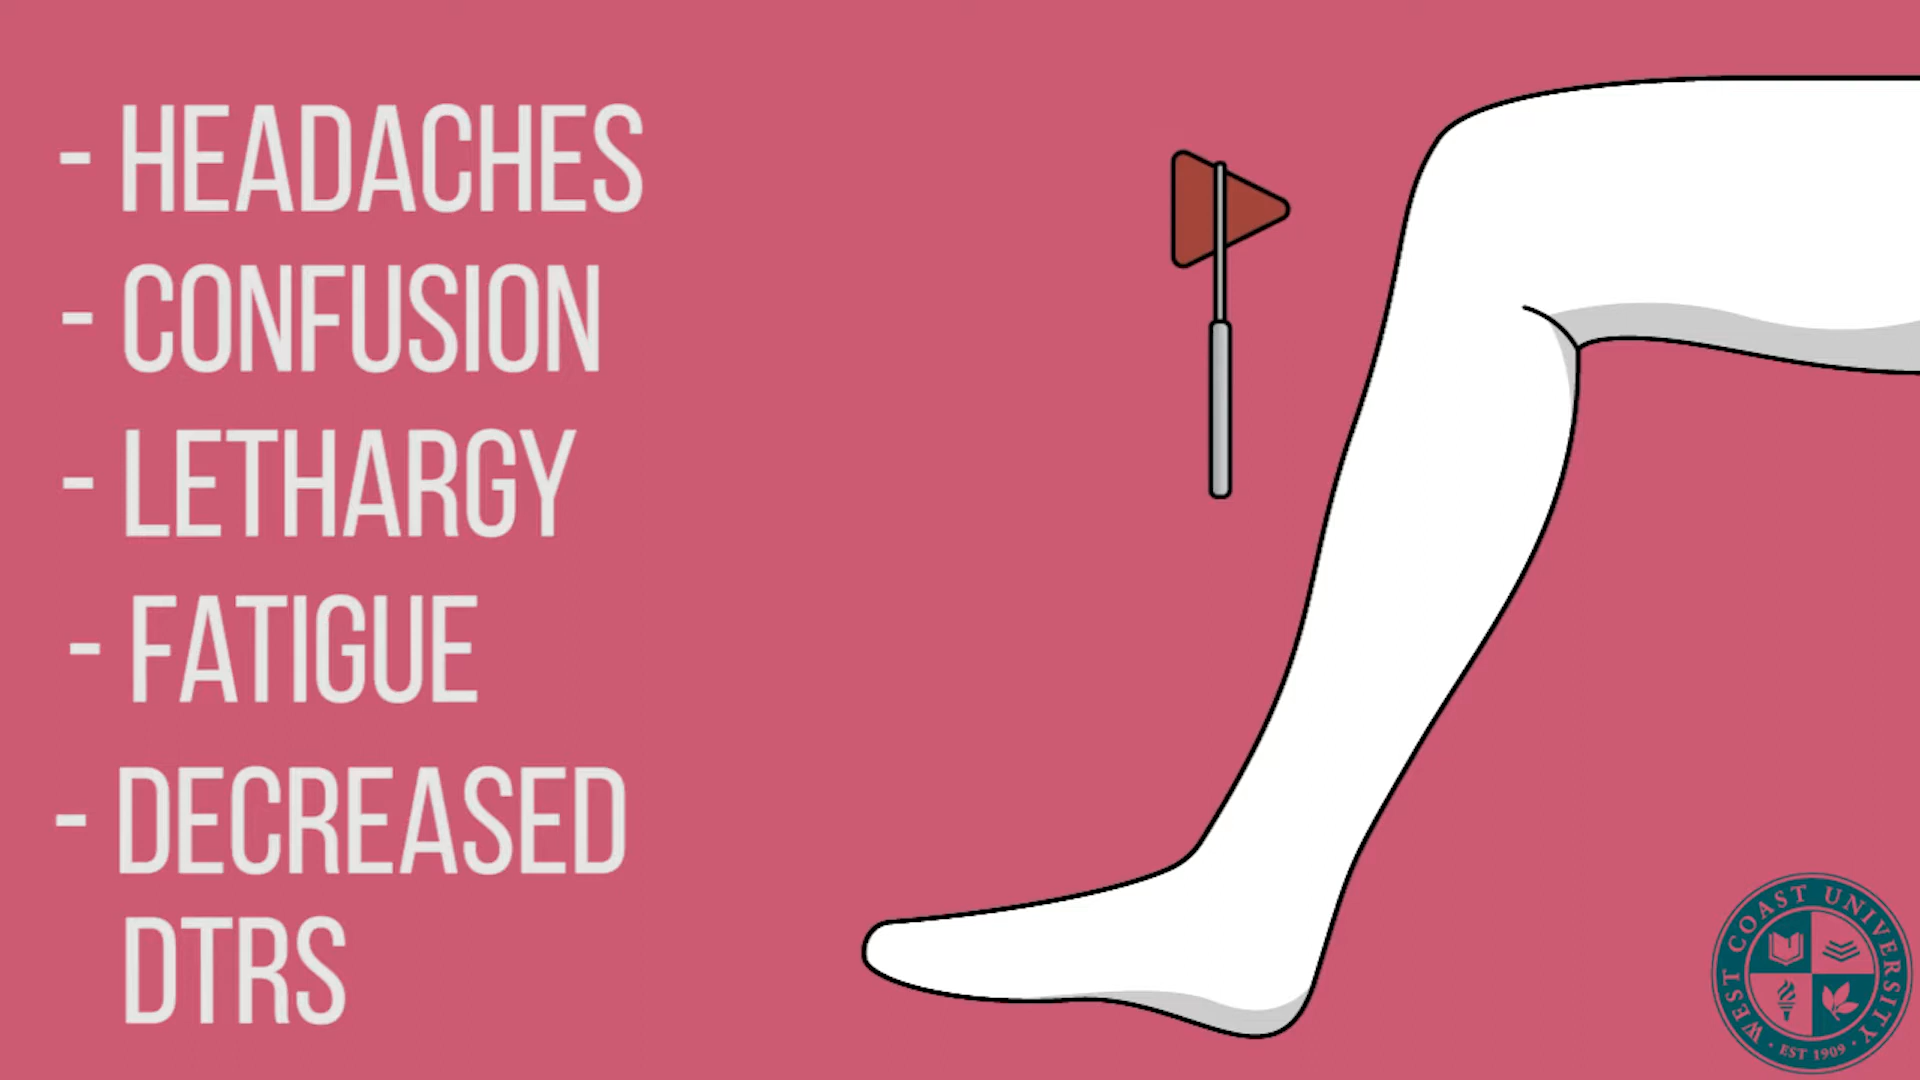 - HEADACHES
- CONFUSION
- LETHARGY
- FATIGUE
- DECREASED
DTRS
WEST COAST UNIVERSITY
• EST 1909 •